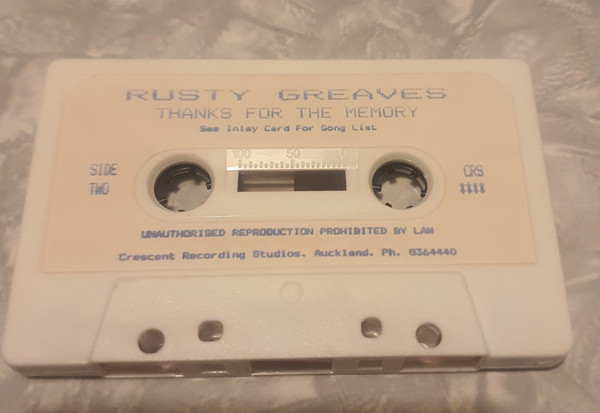 RUSTY GREAVES
THANKS FOR THE MEMORY
See Inlay Card For Song List
100 50 0
SIDE TWO
CRS
UNAUTHORISED REPRODUCTION PROHIBITED BY LAW
Crescent Recording Studios. Auckland. Ph. 8364440